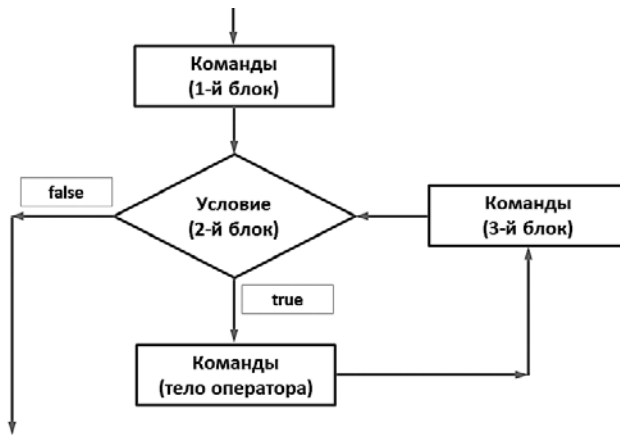 Команды
(1-й блок)
false
Условие
(2-й блок)
Команды
(3-й блок)
true
Команды
(тело оператора)